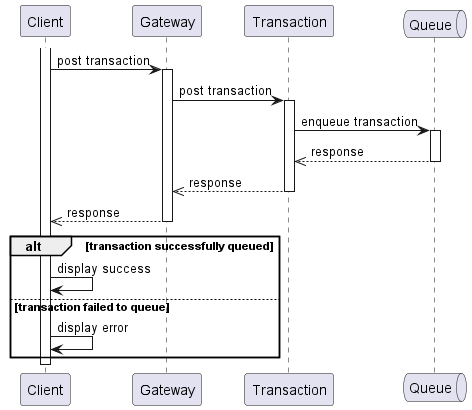 Client Gateway Transaction Queue
post transaction
post transaction
enqueue transaction
response
response
response
alt [transaction successfully queued]
display success
[transaction failed to queue]
display error
Client Gateway Transaction Queue